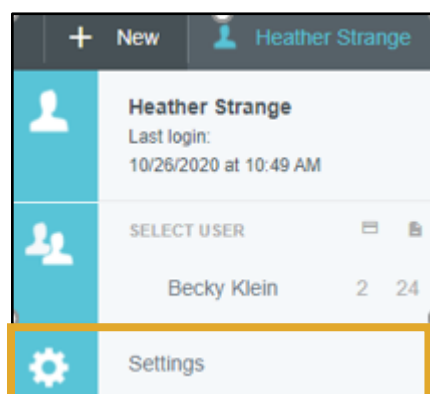 + New Heather Strange
Heather Strange
Last login:
10/26/2020 at 10:49 AM
SELECT USER
Becky Klein 2 24
Settings